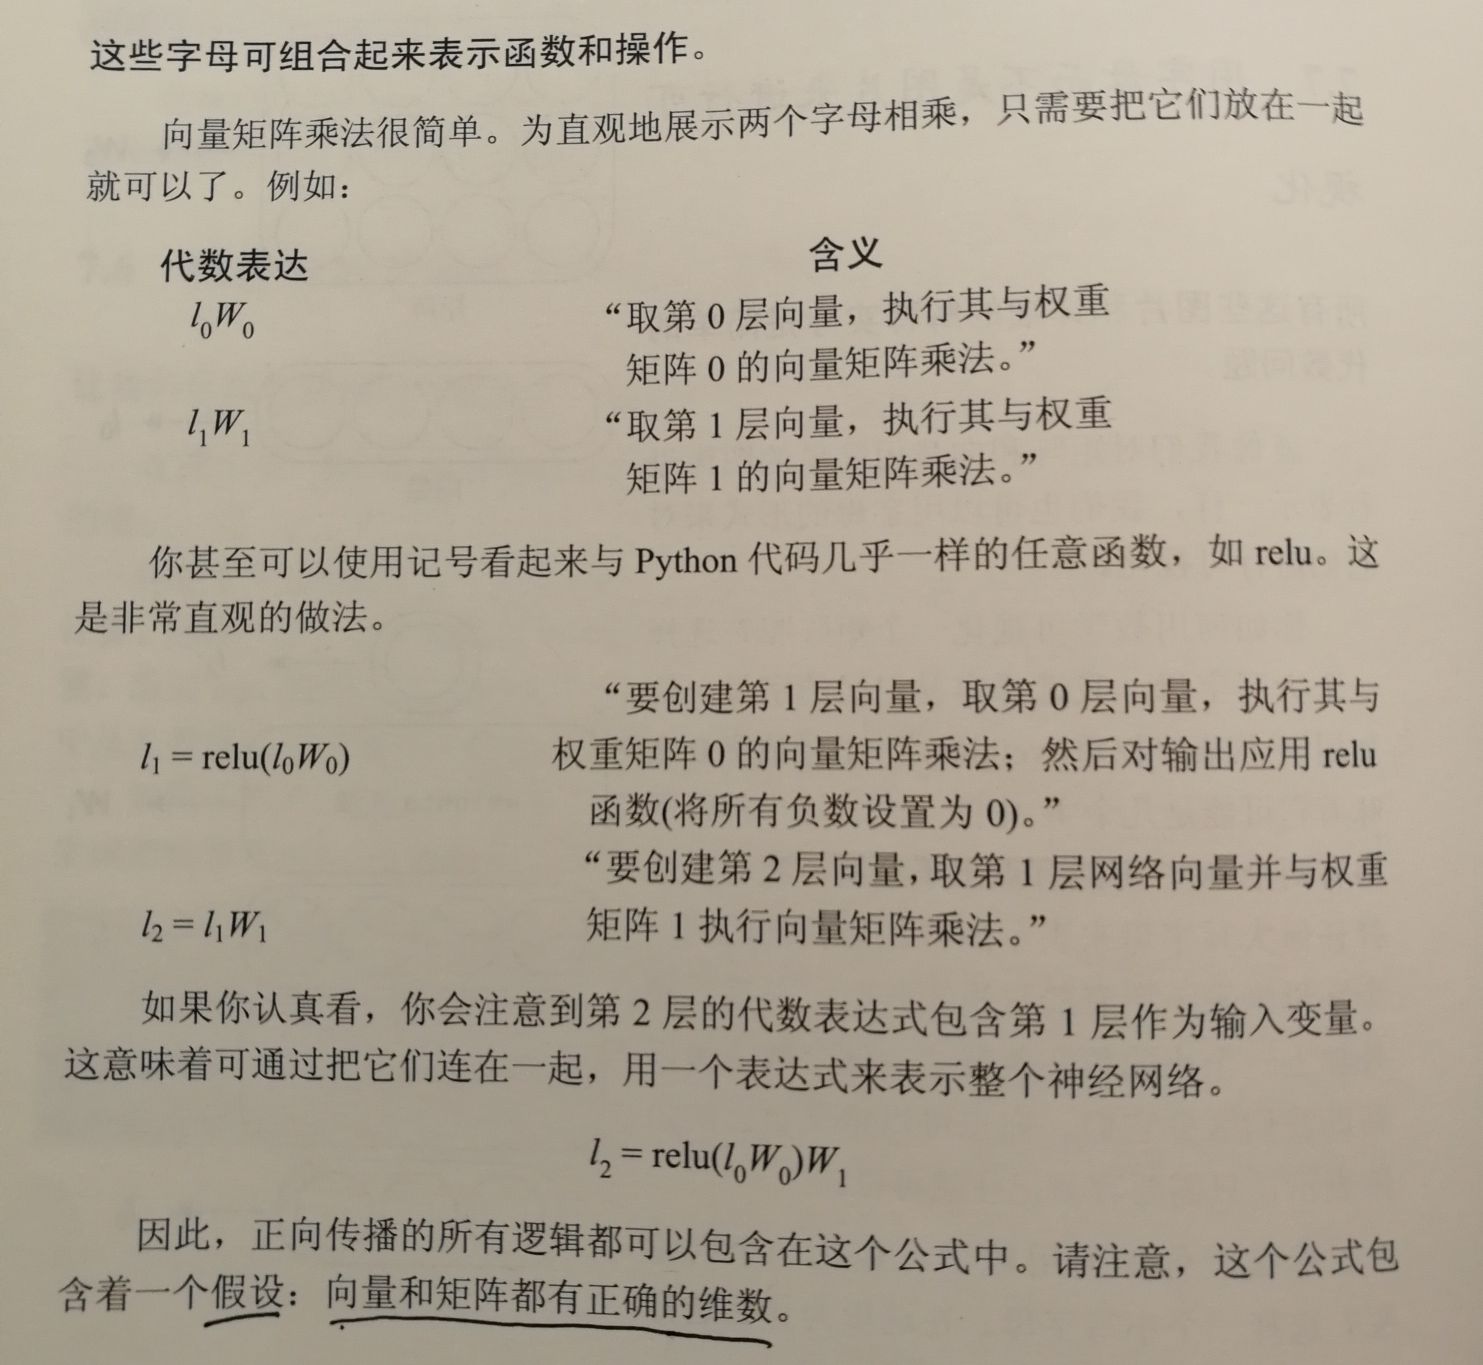 这些字母可组合起来表示函数和操作。
向量矩阵乘法很简单。为直观地展示两个字母相乘，只需要把它们放在一起
就可以了。例如：
代数表达
含义
l₀W₀
“取第 0 层向量，执行其与权重
矩阵 0 的向量矩阵乘法。”
l₁W₁
“取第 1 层向量，执行其与权重
矩阵 1 的向量矩阵乘法。”
你甚至可以使用记号看起来与 Python 代码几乎一样的任意函数，如 relu。这
是非常直观的做法。
“要创建第 1 层向量，取第 0 层向量，执行其与
l₁ = relu(l₀W₀)
权重矩阵 0 的向量矩阵乘法；然后对输出应用 relu
函数(将所有负数设置为 0)。”
“要创建第 2 层向量，取第 1 层网络向量并与权重
l₂ = l₁W₁
矩阵 1 执行向量矩阵乘法。”
如果你认真看，你会注意到第 2 层的代数表达式包含第 1 层作为输入变量。
这意味着可通过把它们连在一起，用一个表达式来表示整个神经网络。
l₂ = relu(l₀W₀)W₁
因此，正向传播的所有逻辑都可以包含在这个公式中。请注意，这个公式包
含着一个假设：向量和矩阵都有正确的维数。